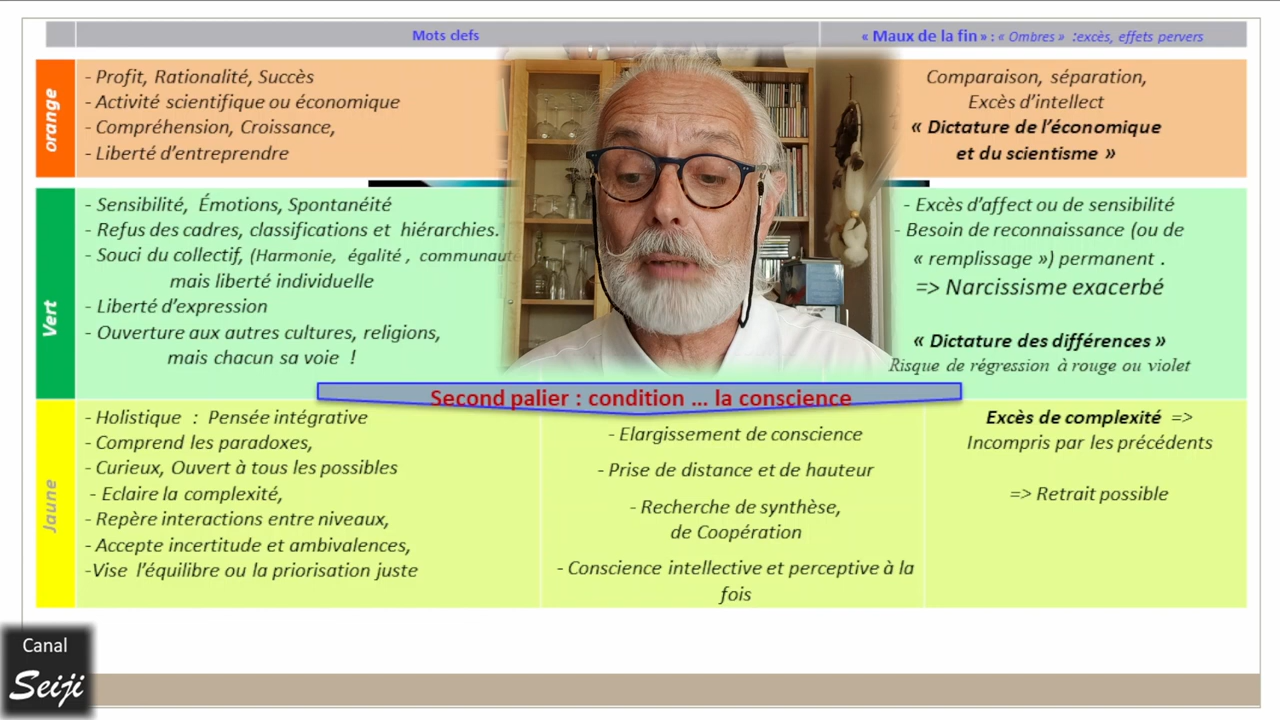 Mots clefs
« Maux de la fin » : « Ombres » :excès, effets pervers
orange
- Profit, Rationalité, Succès
- Activité scientifique ou économique
- Compréhension, Croissance,
- Liberté d'entreprendre
Comparaison, séparation,
Excès d'intellect
« Dictature de l'économique
et du scientisme »
Vert
- Sensibilité, Émotions, Spontanéité
- Refus des cadres, classifications et hiérarchies.
- Souci du collectif, (Harmonie, égalité ,
mais liberté individuelle
- Liberté d'expression
- Ouverture aux autres cultures, religions,
mais chacun sa voie !
- Excès d'affect ou de sensibilité
- Besoin de reconnaissance (ou de
« remplissage ») permanent .
=> Narcissisme exacerbé
« Dictature des différences »
Risque de régression à rouge ou violet
Second palier : condition ... la conscience
Jaune
- Holistique : Pensée intégrative
- Comprend les paradoxes,
- Curieux, Ouvert à tous les possibles
- Eclaire la complexité,
- Repère interactions entre niveaux,
- Accepte incertitude et ambivalences,
-Vise l'équilibre ou la priorisation juste
- Elargissement de conscience
- Prise de distance et de hauteur
- Recherche de synthèse,
de Coopération
- Conscience intellective et perceptive à la
fois
Excès de complexité =>
Incompris par les précédents
=> Retrait possible
Canal
Seiji